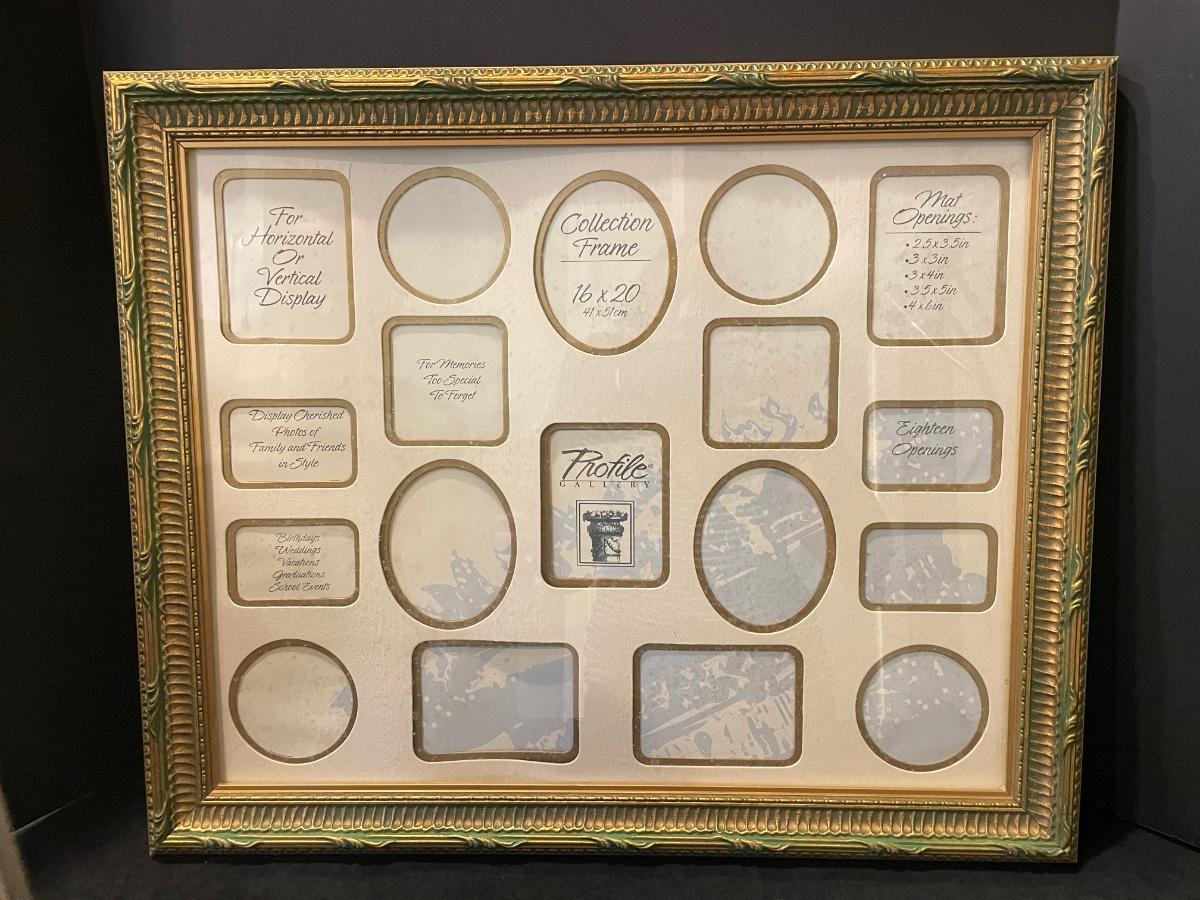 For
Horizontal
Or
Vertical
Display
Collection
Frame
16 x 20
41 x 51cm
Mat
Openings:
• 2.5 x 3.5in
• 3 x 3in
• 3 x 4in
• 3.5 x 5in
• 4 x 6in
For Memories
Too Special
To Forget
Display Cherished
Photos of
Family and Friends
in Style
Profile®
GALLERY
Eighteen
Openings
Birthdays
Weddings
Vacations
Graduations
School Events